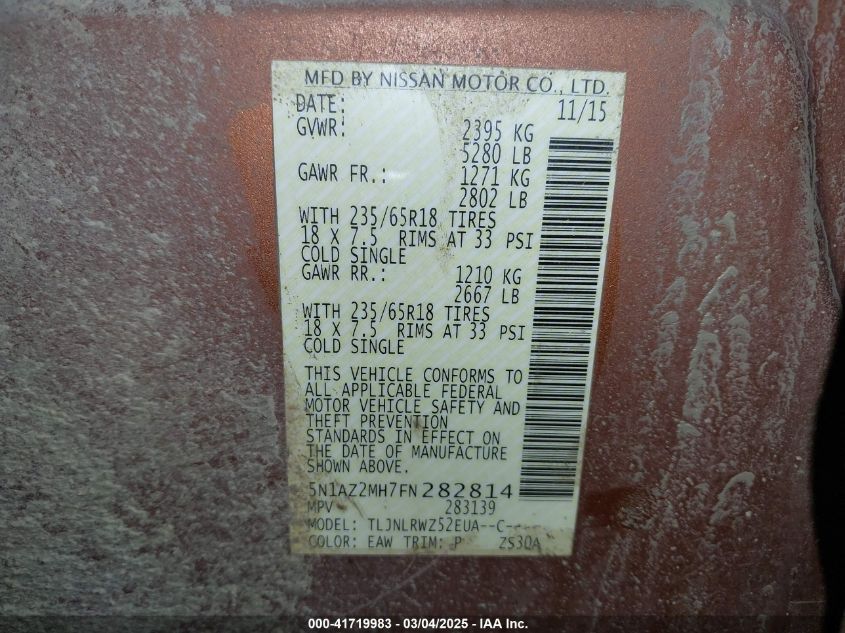 MFD BY NISSAN MOTOR CO., LTD.
DATE: 11/15
GVWR: 2395 KG
5280 LB
GAWR FR.: 1271 KG
2802 LB
WITH 235/65R18 TIRES
18 X 7.5 RIMS AT 33 PSI
COLD SINGLE
GAWR RR.: 1210 KG
2667 LB
WITH 235/65R18 TIRES
18 X 7.5 RIMS AT 33 PSI
COLD SINGLE
THIS VEHICLE CONFORMS TO
ALL APPLICABLE FEDERAL
MOTOR VEHICLE SAFETY AND
THEFT PREVENTION
STANDARDS IN EFFECT ON
THE DATE OF MANUFACTURE
SHOWN ABOVE.
5N1AZ2MH7FN282814
MPV 283139
MODEL: TLJNLRWZ52EUA--C----
COLOR: EAW TRIM: P ZS30A
000-41719983 - 03/04/2025 - IAA Inc.